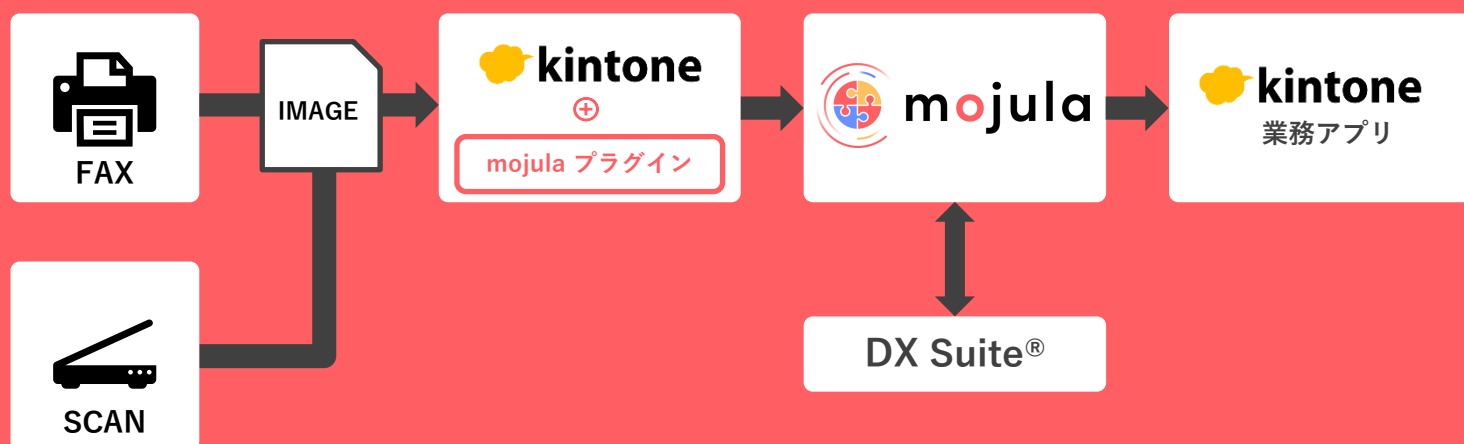 FAX
IMAGE
kintone
mojula プラグイン
mojula
kintone
業務アプリ
SCAN
DX Suite®